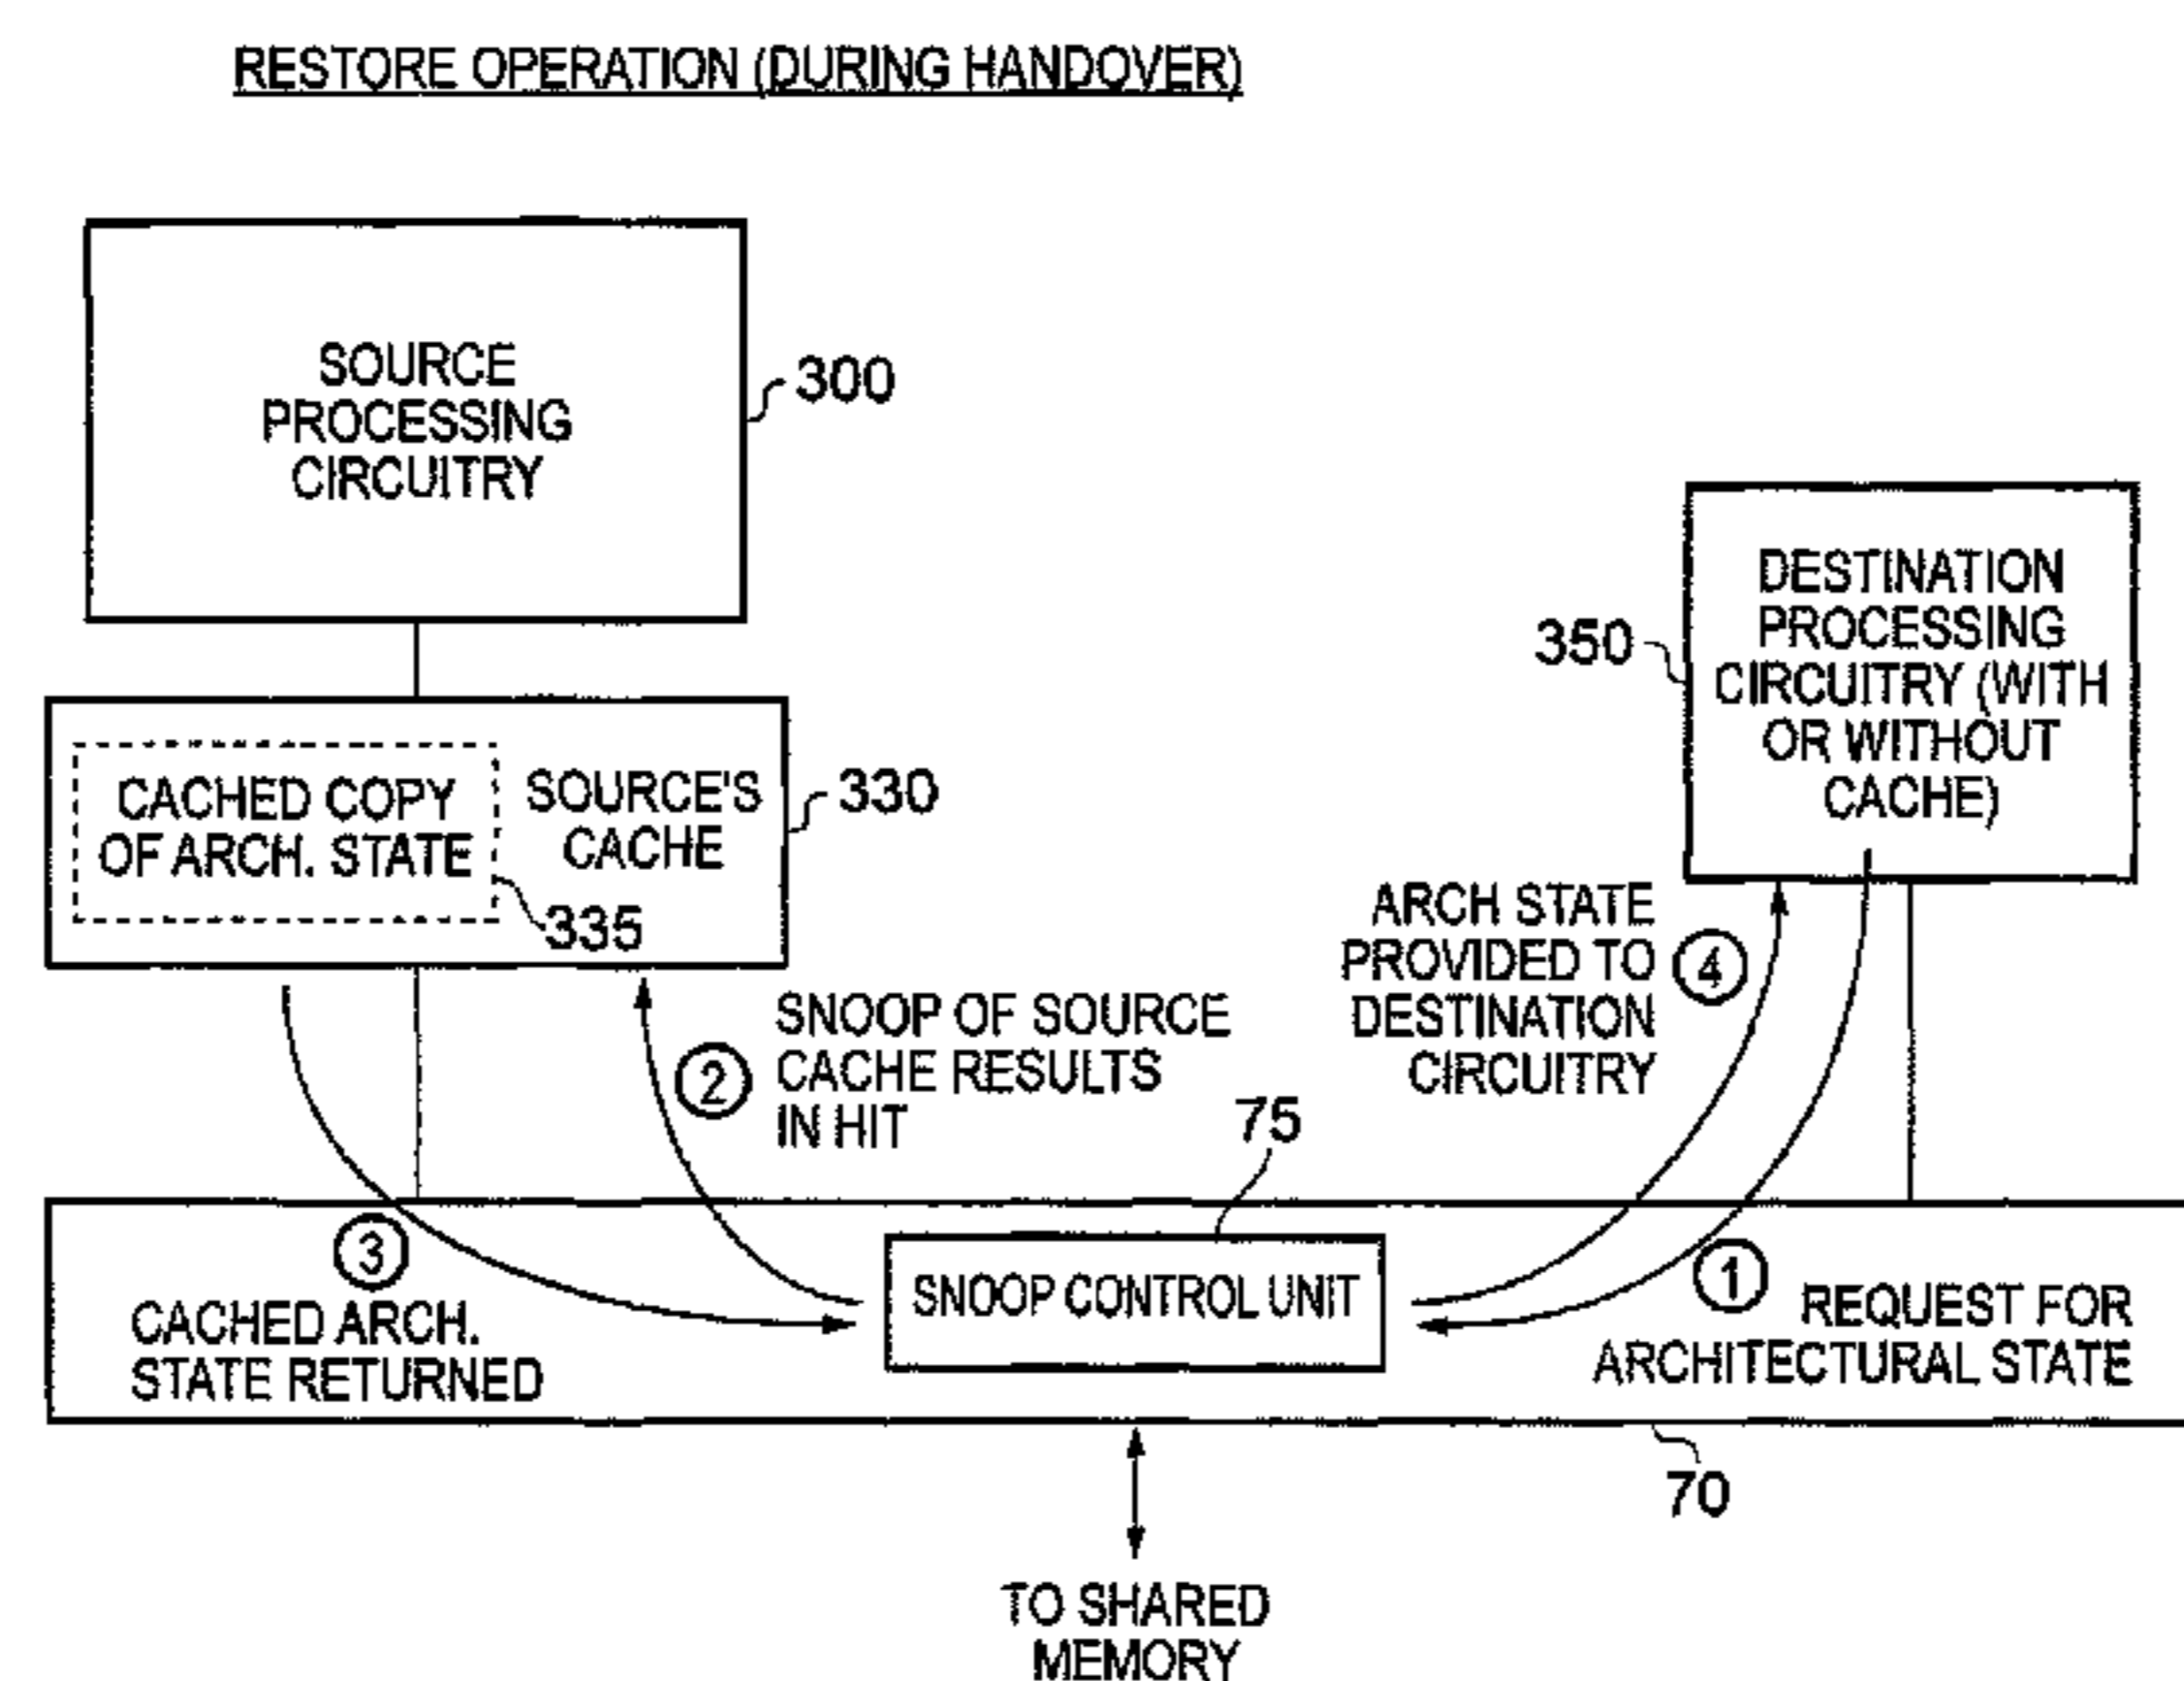 RESTORE OPERATION (DURING HANDOVER)
SOURCE
PROCESSING
CIRCUITRY
300
DESTINATION
PROCESSING
CIRCUITRY (WITH
OR WITHOUT
CACHE)
350
CACHED COPY
OF ARCH. STATE
335
SOURCE'S
CACHE
330
ARCH STATE
PROVIDED TO
DESTINATION
CIRCUITRY
4
2
SNOOP OF SOURCE
CACHE RESULTS
IN HIT
75
3
CACHED ARCH.
STATE RETURNED
SNOOP CONTROL UNIT
1
REQUEST FOR
ARCHITECTURAL STATE
70
TO SHARED
MEMORY